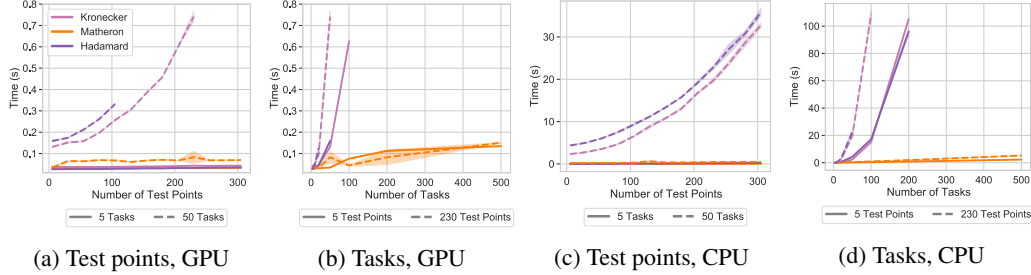 0.8
0.7
0.6
0.5
0.4
0.3
0.2
0.1
Time (s)
Kronecker
Matheron
Hadamard
0 100 200 300
Number of Test Points
5 Tasks 50 Tasks
(a) Test points, GPU
0.8
0.7
0.6
0.5
0.4
0.3
0.2
0.1
Time (s)
0 100 200 300 400 500
Number of Tasks
5 Test Points 230 Test Points
(b) Tasks, GPU
30
20
10
0
Time (s)
0 100 200 300
Number of Test Points
5 Tasks 50 Tasks
(c) Test points, CPU
100
80
60
40
20
0
Time (s)
0 100 200 300 400 500
Number of Tasks
5 Test Points 230 Test Points
(d) Tasks, CPU